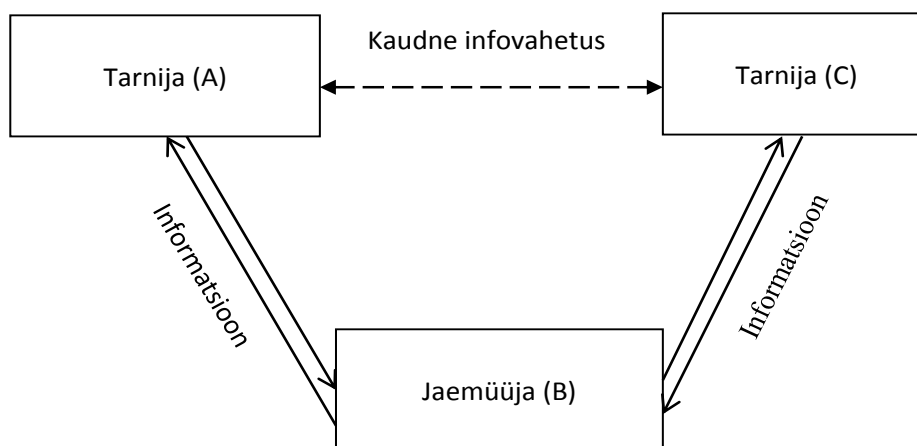 Kaudne infovahetus
Tarnija (A)
Tarnija (C)
Informatsioon
Informatsioon
Jaemüüja (B)